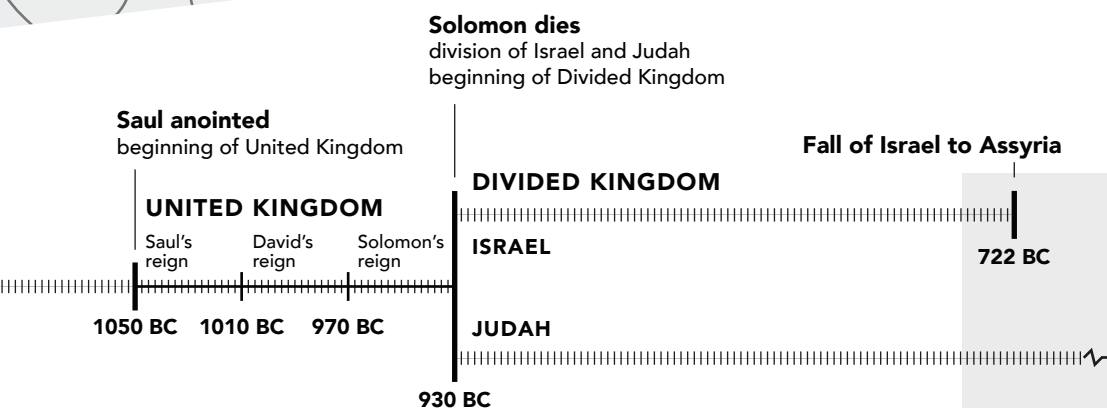 Solomon dies
division of Israel and Judah
beginning of Divided Kingdom
Saul anointed
beginning of United Kingdom
Fall of Israel to Assyria
DIVIDED KINGDOM
UNITED KINGDOM
Saul's
reign
David's
reign
Solomon's
reign
ISRAEL
722 BC
1050 BC
1010 BC
970 BC
JUDAH
930 BC